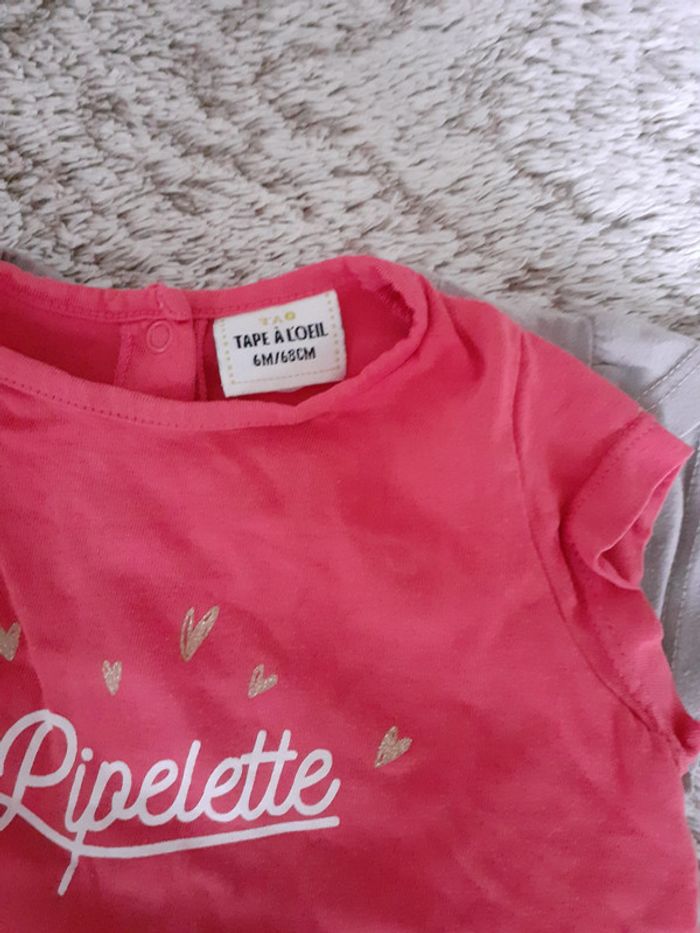 TAO
TAPE À L'OEIL
6M/68CM
Pipelette